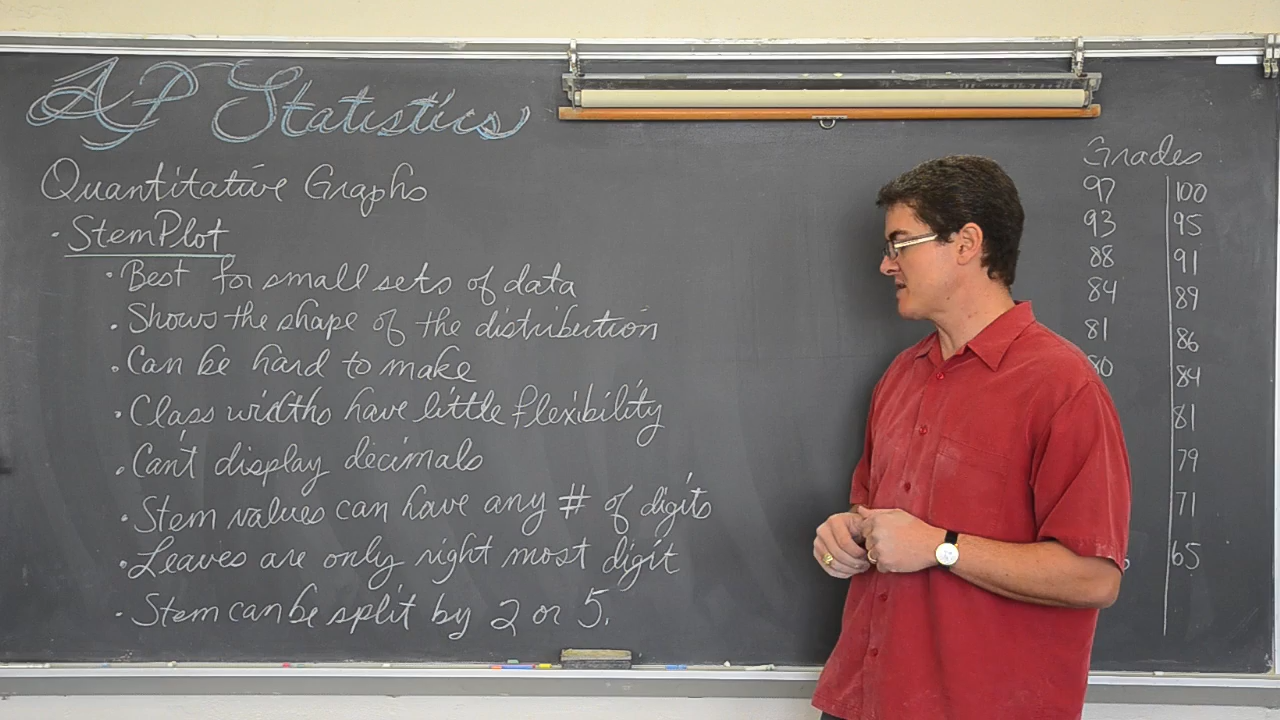 AP Statistics
Quantitative Graphs
· StemPlot
· Best for small sets of data
· Shows the shape of the distribution
· Can be hard to make
· Class widths have little flexibility
· Can't display decimals
· Stem values can have any # of digits
· Leaves are only right most digit
· Stem can be split by 2 or 5.
Grades
97 100
93 95
88 91
84 89
81 86
80 84
81
79
71
65